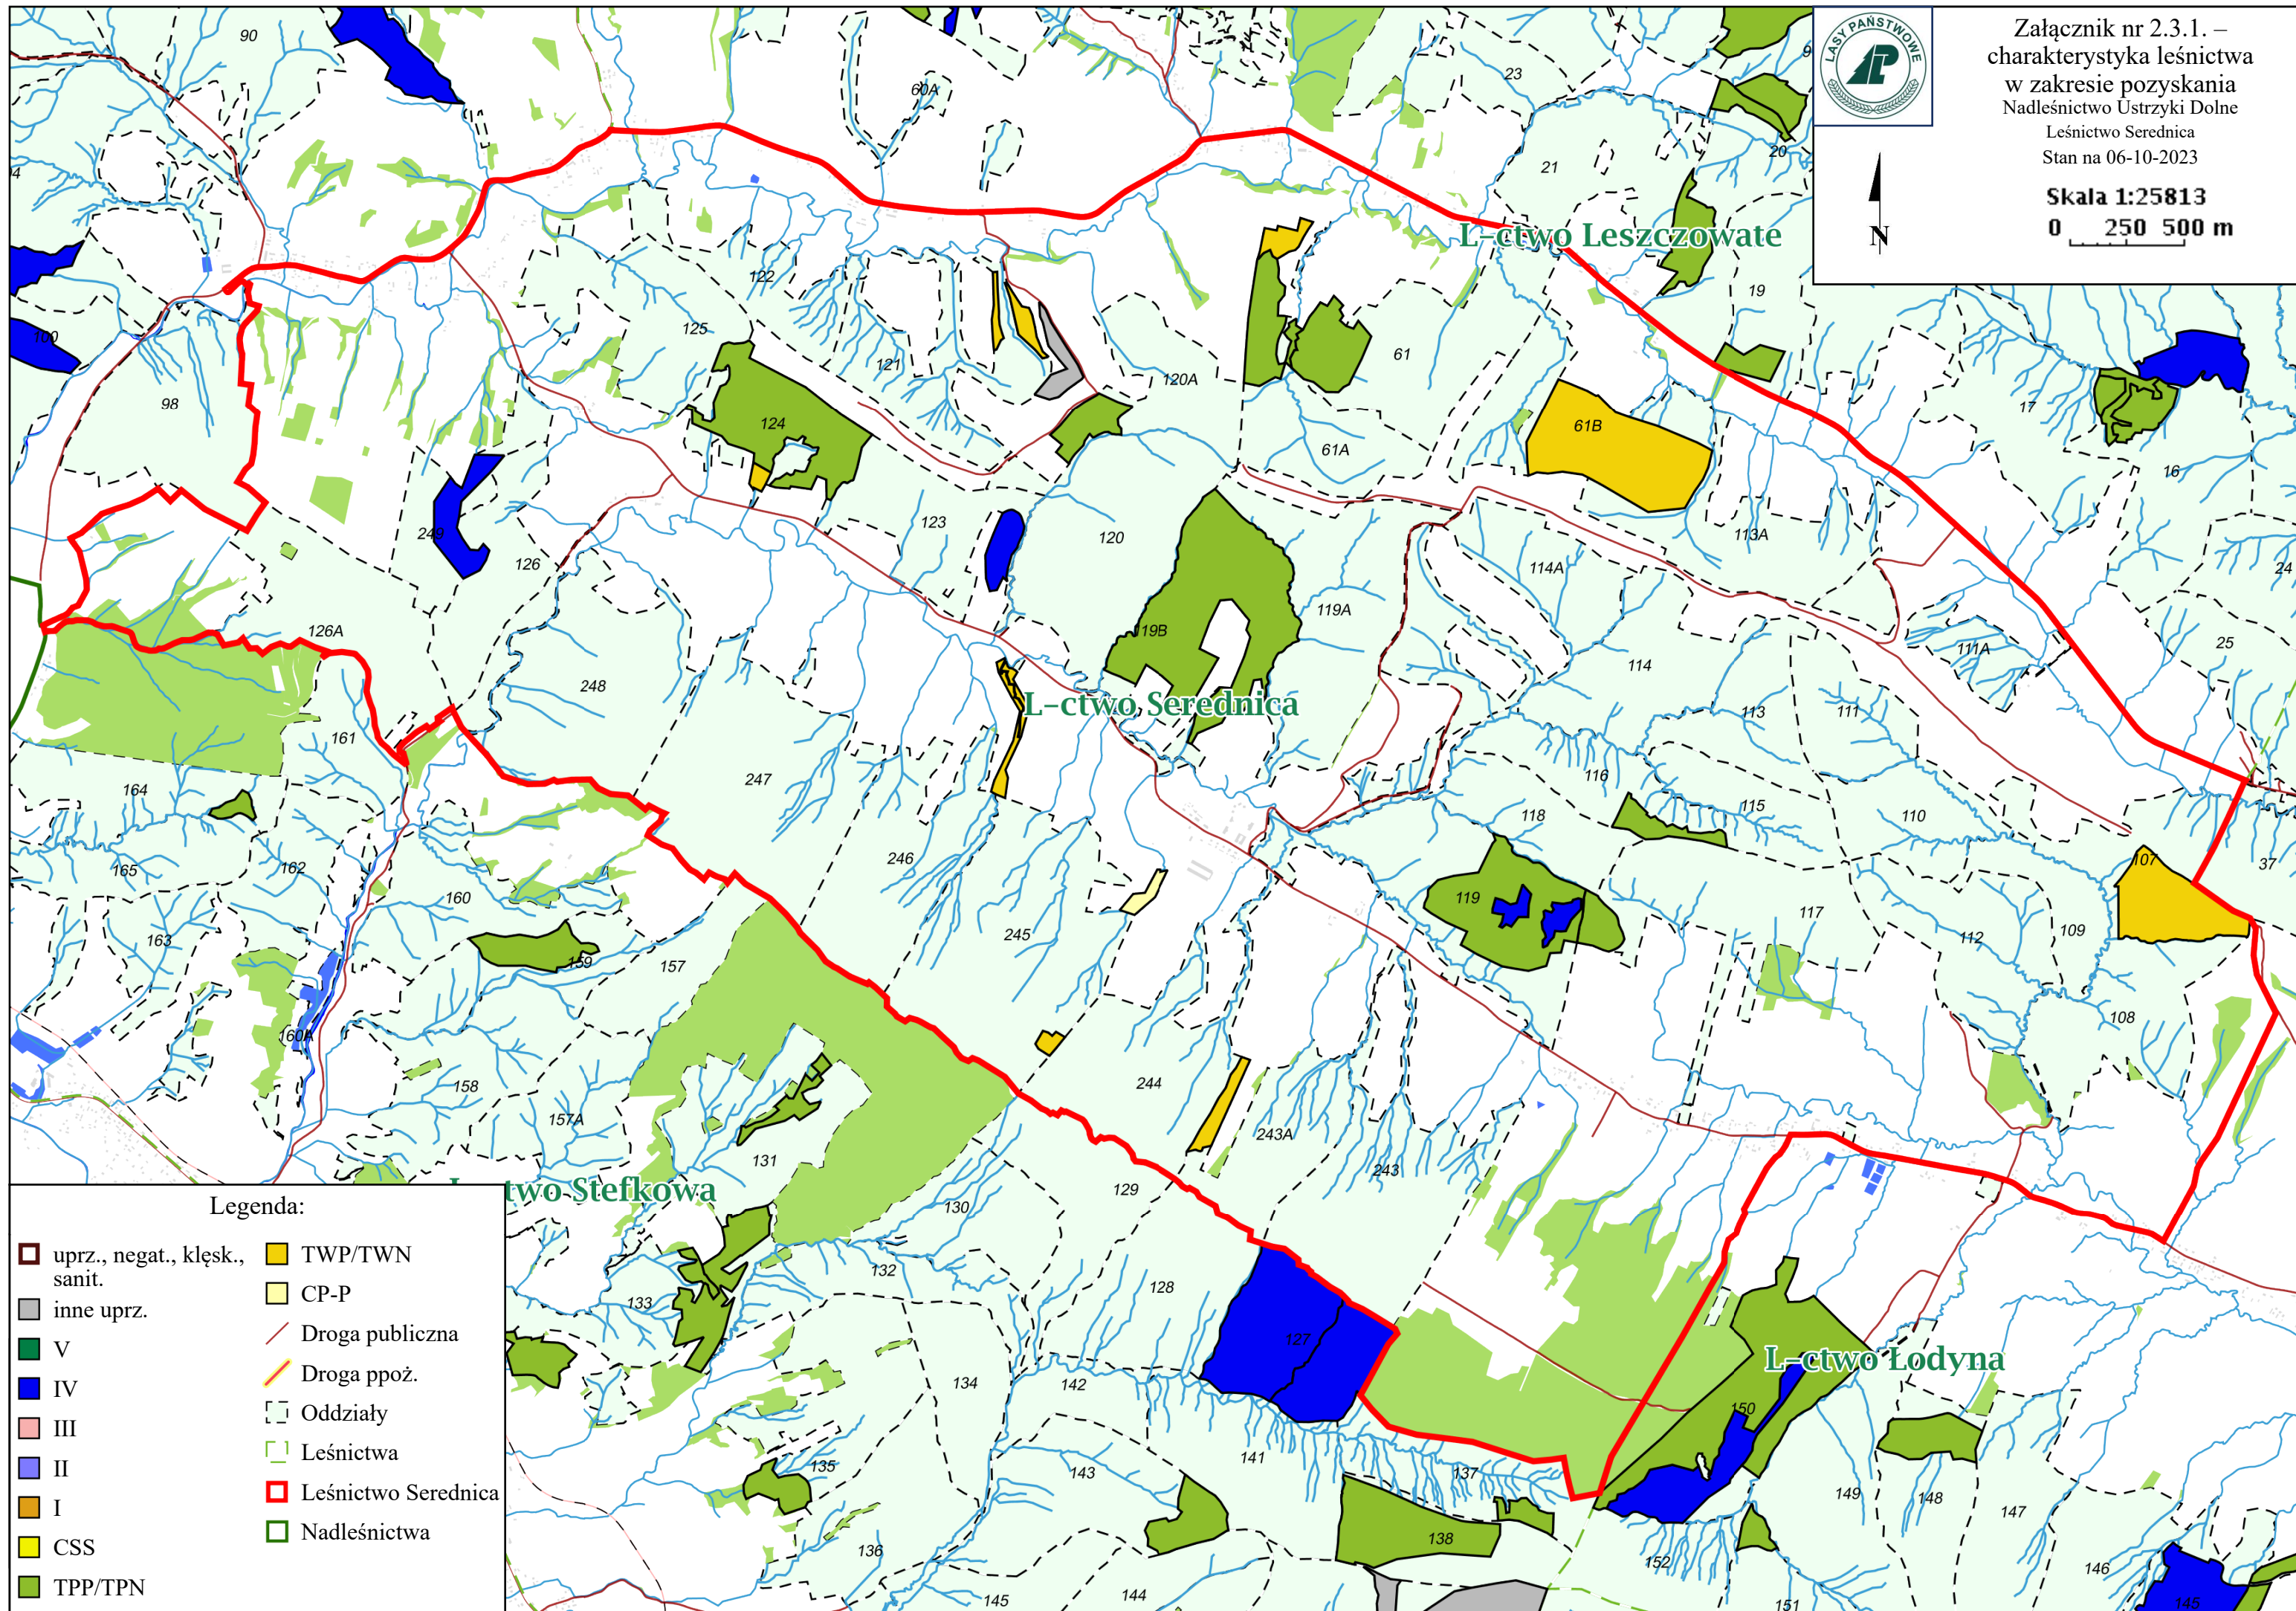 LASY PAŃSTWOWE
Załącznik nr 2.3.1. –
charakterystyka leśnictwa
w zakresie pozyskania
Nadleśnictwo Ustrzyki Dolne
Leśnictwo Serednica
Stan na 06-10-2023
Skala 1:25813
0 250 500 m
N
90
60A
23
9
20
21
4
L-ctwo Leszczowate
19
122
125
61
100
121
120A
17
98
124
61B
61A
16
249
123
120
113A
126
114A
24
126A
119B
119A
25
111A
114
248
L-ctwo Serednica
113
111
161
247
116
164
115
118
110
107
246
165
162
37
160
119
117
163
245
112
109
159
157
108
160A
158
244
157A
243A
131
243
L-ctwo Stefkowa
129
130
132
128
133
127
L-ctwo Łodyna
134
142
150
141
135
143
137
149
148
147
138
136
152
146
145
144
151
145
Legenda:
uprz., negat., klęsk.,
sanit.
inne uprz.
V
IV
III
II
I
CSS
TPP/TPN
TWP/TWN
CP-P
Droga publiczna
Droga ppoż.
Oddziały
Leśnictwa
Leśnictwo Serednica
Nadleśnictwa